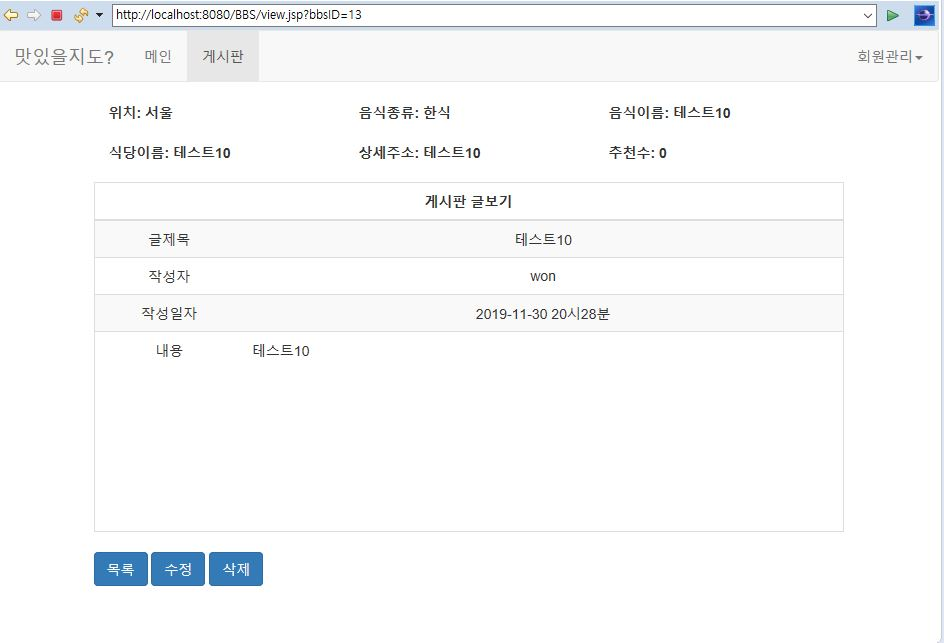 http://localhost:8080/BBS/view.jsp?bbsID=13
맛있을지도? 메인 게시판 회원관리
위치: 서울 음식종류: 한식 음식이름: 테스트10
식당이름: 테스트10 상세주소: 테스트10 추천수: 0
게시판 글보기
글제목 테스트10
작성자 won
작성일자 2019-11-30 20시28분
내용 테스트10
목록 수정 삭제